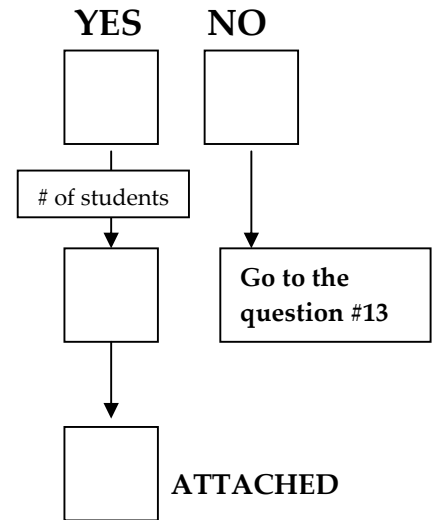 YES NO
# of students
Go to the
question #13
ATTACHED